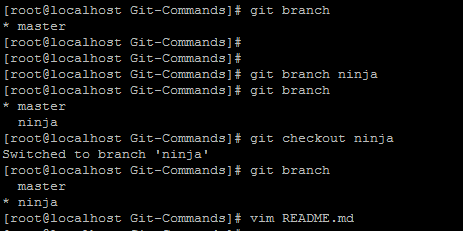 [root@localhost Git-Commands]# git branch
* master
[root@localhost Git-Commands]#
[root@localhost Git-Commands]#
[root@localhost Git-Commands]# git branch ninja
[root@localhost Git-Commands]# git branch
* master
  ninja
[root@localhost Git-Commands]# git checkout ninja
Switched to branch 'ninja'
[root@localhost Git-Commands]# git branch
  master
* ninja
[root@localhost Git-Commands]# vim README.md